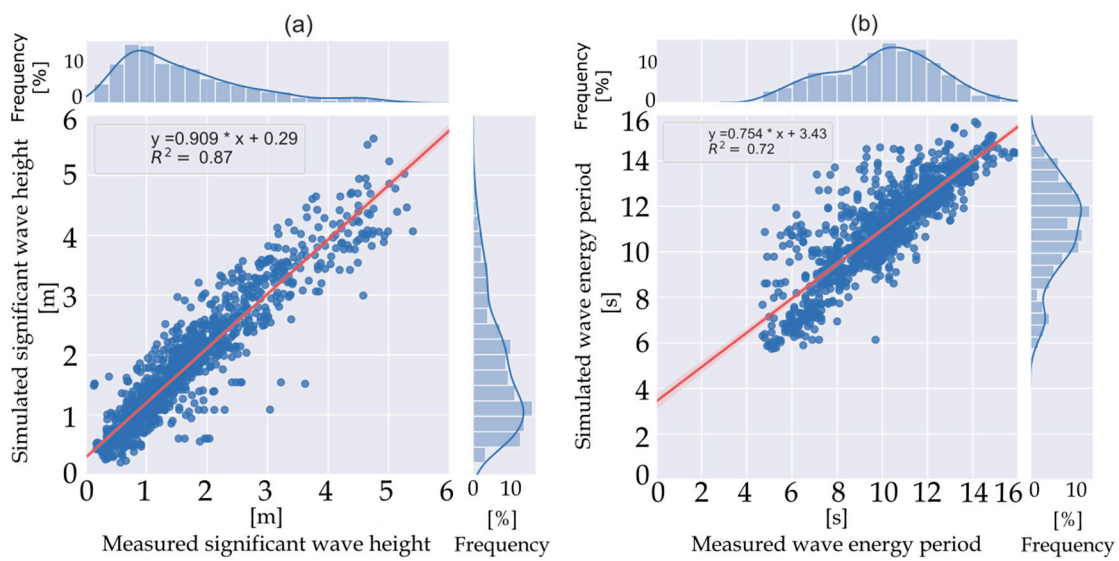 (a)
Frequency
[%]
10
0
y =0.909 * x + 0.29
R² = 0.87
Simulated significant wave height
[m]
6
5
4
3
2
1
0
0 1 2 3 4 5 6
[m]
Measured significant wave height
0 10
[%]
Frequency
(b)
Frequency
[%]
10
0
y =0.754 * x + 3.43
R² = 0.72
Simulated wave energy period
[s]
16
14
12
10
8
6
4
2
0
0 2 4 6 8 10 12 14 16
[s]
Measured wave energy period
0 10
[%]
Frequency